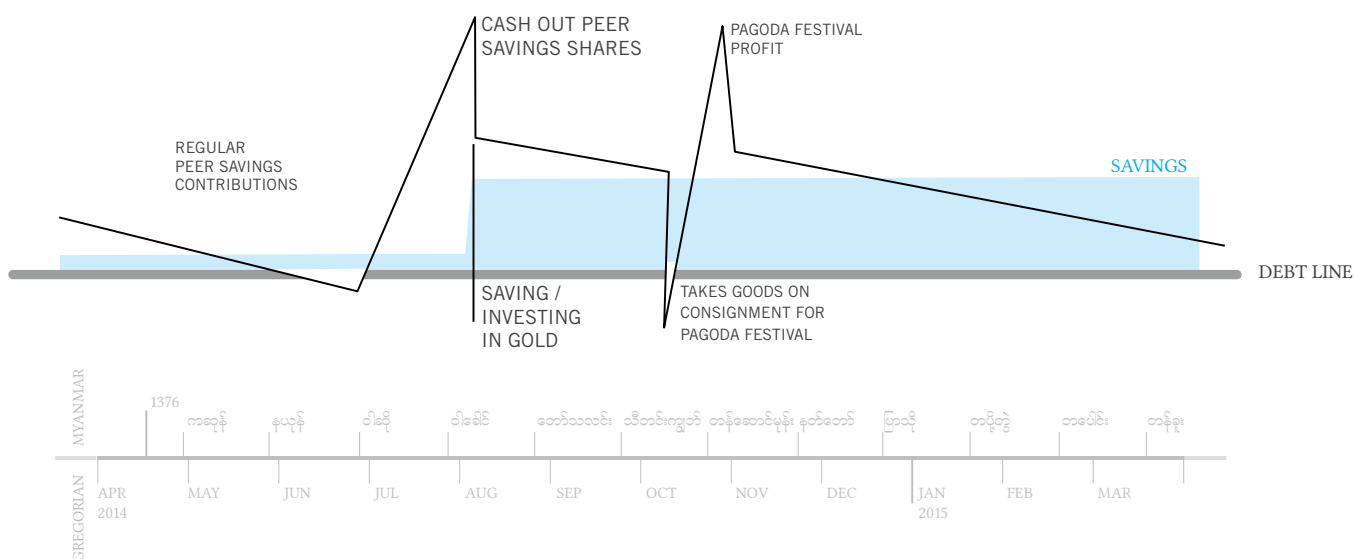 CASH OUT PEER
SAVINGS SHARES
PAGODA FESTIVAL
PROFIT
REGULAR
PEER SAVINGS
CONTRIBUTIONS
SAVINGS
DEBT LINE
SAVING /
INVESTING
IN GOLD
TAKES GOODS ON
CONSIGNMENT FOR
PAGODA FESTIVAL
MYANMAR
1376
ကဆုန် နယုန် ဝါဆို ဝါခေါင် တော်သလင်း သီတင်းကျွတ် တန်ဆောင်မုန်း နတ်တော် ပြာသို တပို့တွဲ တပေါင်း တန်ခူး
GREGORIAN
APR MAY JUN JUL AUG SEP OCT NOV DEC JAN FEB MAR
2014 2015